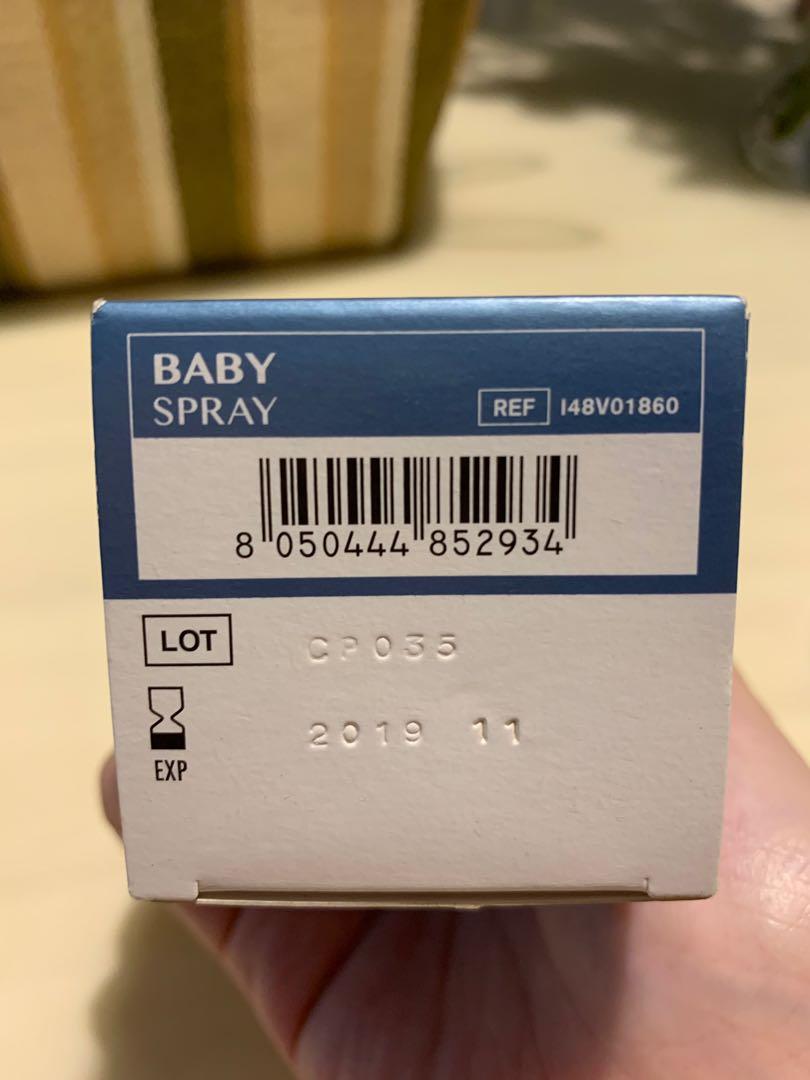 BABY
SPRAY
REF I48V01860
8 050444 852934
LOT CP035
2019 11
EXP